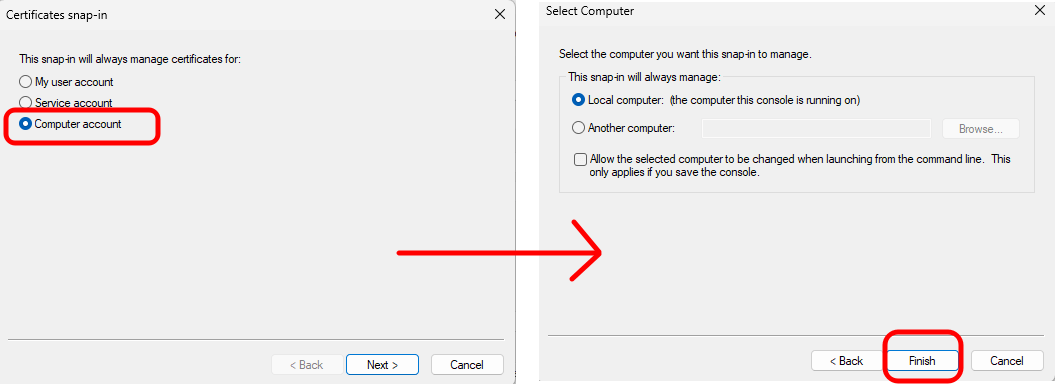 Certificates snap-in
This snap-in will always manage certificates for:
My user account
Service account
Computer account
< Back
Next >
Cancel
Select Computer
Select the computer you want this snap-in to manage.
This snap-in will always manage:
Local computer: (the computer this console is running on)
Another computer:
Browse...
Allow the selected computer to be changed when launching from the command line. This
only applies if you save the console.
< Back
Finish
Cancel